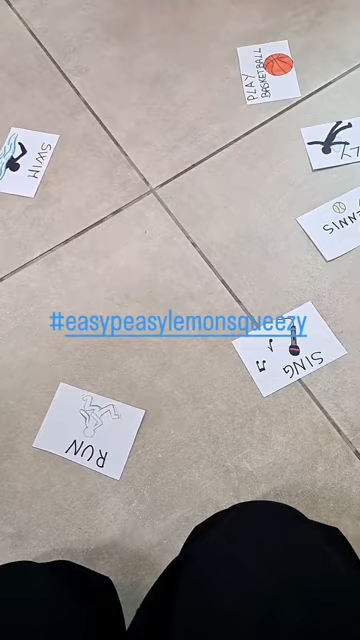 PLAY
BASKETBALL
SWIM
#easypeasylemonsqueezy
SING
RUN